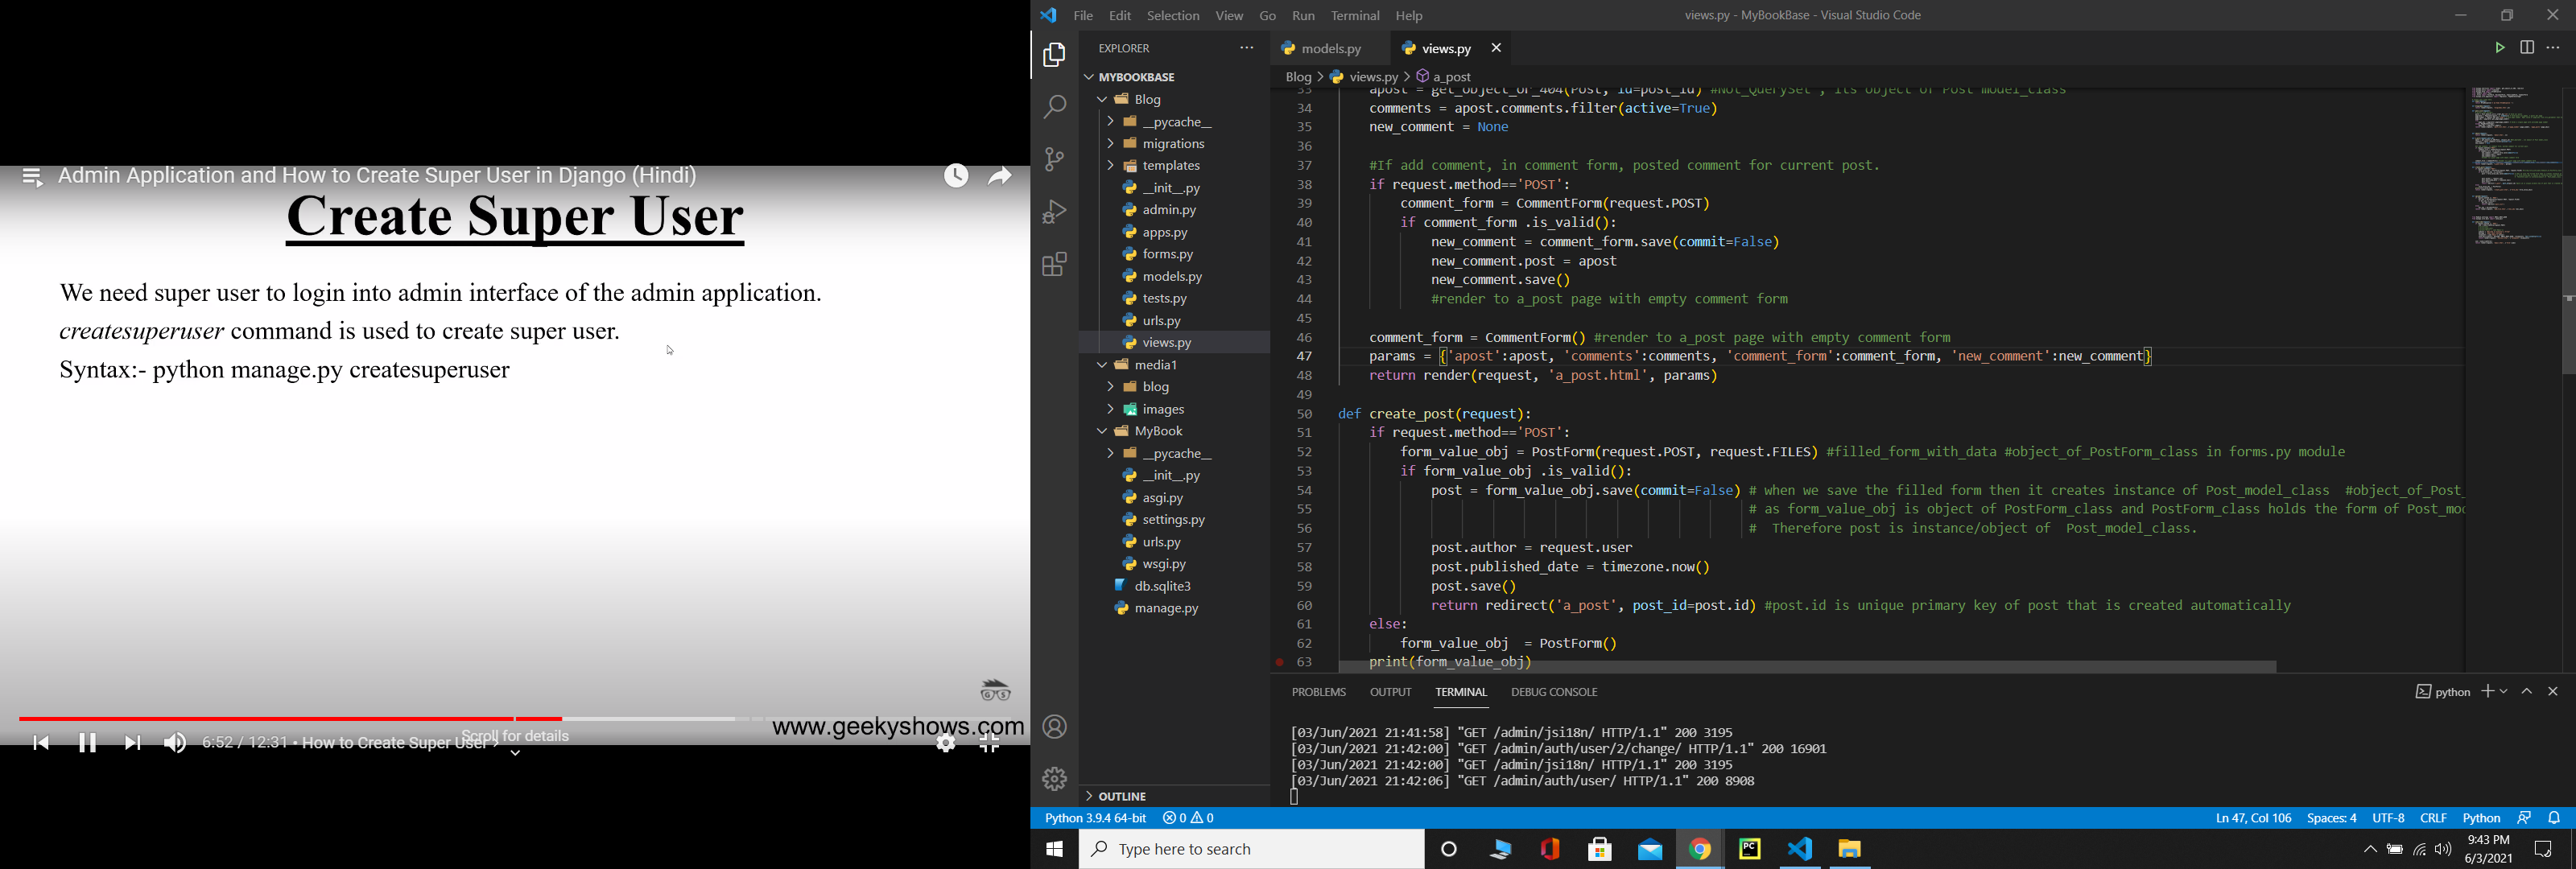 Admin Application and How to Create Super User in Django (Hindi)
Create Super User
We need super user to login into admin interface of the admin application.
createsuperuser command is used to create super user.
Syntax:- python manage.py createsuperuser
www.geekyshows.com
6:52 / 12:31 • How to Create Super User >
Scroll for details
File Edit Selection View Go Run Terminal Help
views.py - MyBookBase - Visual Studio Code
EXPLORER
MYBOOKBASE
Blog
__pycache__
migrations
templates
__init__.py
admin.py
apps.py
forms.py
models.py
tests.py
urls.py
views.py
media1
blog
images
MyBook
__pycache__
__init__.py
asgi.py
settings.py
urls.py
wsgi.py
db.sqlite3
manage.py
OUTLINE
models.py views.py
Blog > views.py > a_post
33 apost = get_object_or_404(Post, id=post_id) #Not_QuerySet , its object of Post model_class
34 comments = apost.comments.filter(active=True)
35 new_comment = None
36
37 #If add comment, in comment form, posted comment for current post.
38 if request.method=='POST':
39 comment_form = CommentForm(request.POST)
40 if comment_form .is_valid():
41 new_comment = comment_form.save(commit=False)
42 new_comment.post = apost
43 new_comment.save()
44 #render to a_post page with empty comment form
45
46 comment_form = CommentForm() #render to a_post page with empty comment form
47 params = {'apost':apost, 'comments':comments, 'comment_form':comment_form, 'new_comment':new_comment}
48 return render(request, 'a_post.html', params)
49
50 def create_post(request):
51 if request.method=='POST':
52 form_value_obj = PostForm(request.POST, request.FILES) #filled_form_with_data #object_of_PostForm_class in forms.py module
53 if form_value_obj .is_valid():
54 post = form_value_obj.save(commit=False) # when we save the filled form then it creates instance of Post_model_class #object_of_Post_
55 # as form_value_obj is object of PostForm_class and PostForm_class holds the form of Post_mo
56 # Therefore post is instance/object of Post_model_class.
57 post.author = request.user
58 post.published_date = timezone.now()
59 post.save()
60 return redirect('a_post', post_id=post.id) #post.id is unique primary key of post that is created automatically
61 else:
62 form_value_obj = PostForm()
63 print(form_value_obj)
PROBLEMS OUTPUT TERMINAL DEBUG CONSOLE
python
[03/Jun/2021 21:41:58] "GET /admin/jsi18n/ HTTP/1.1" 200 3195
[03/Jun/2021 21:42:00] "GET /admin/auth/user/2/change/ HTTP/1.1" 200 16901
[03/Jun/2021 21:42:00] "GET /admin/jsi18n/ HTTP/1.1" 200 3195
[03/Jun/2021 21:42:06] "GET /admin/auth/user/ HTTP/1.1" 200 8908
Python 3.9.4 64-bit 0 0
Ln 47, Col 106 Spaces: 4 UTF-8 CRLF Python
Type here to search
PC
9:43 PM
6/3/2021